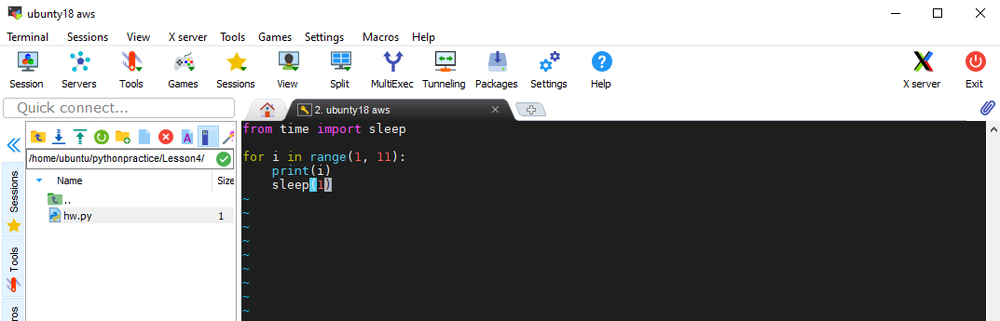 ubunty18 aws
Terminal Sessions View X server Tools Games Settings Macros Help
Session Servers Tools Games Sessions View Split MultiExec Tunneling Packages Settings Help X server Exit
Quick connect...
2. ubuntu18 aws
/home/ubuntu/pythonpractice/Lesson4/
Name Size
..
hw.py 1
Sessions
Tools
from time import sleep
for i in range(1, 11):
print(i)
sleep(1)
~
~
~
~
~
~
~
~
~